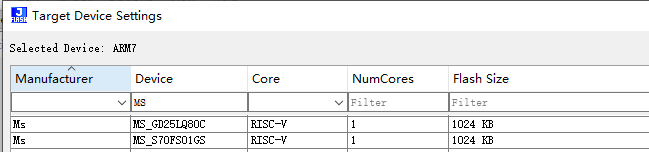 J FLASH Target Device Settings
Selected Device: ARM7
Manufacturer Device Core NumCores Flash Size
MS Filter Filter
Ms MS_GD25LQ80C RISC-V 1 1024 KB
Ms MS_S70FS01GS RISC-V 1 1024 KB